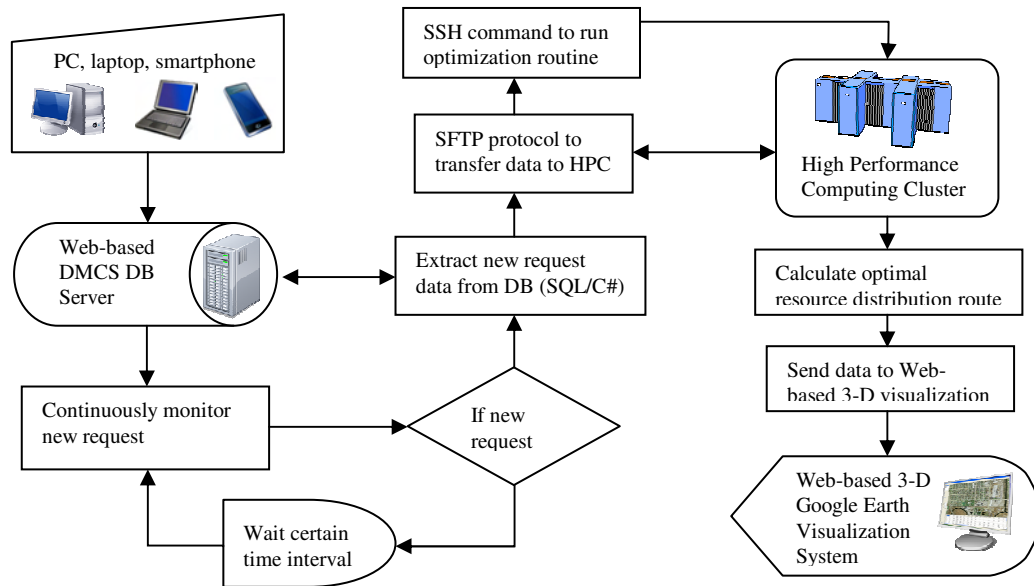 PC, laptop, smartphone
Web-based
DMCS DB
Server
Continuously monitor
new request
Wait certain
time interval
If new
request
Extract new request
data from DB (SQL/C#)
SFTP protocol to
transfer data to HPC
SSH command to run
optimization routine
High Performance
Computing Cluster
Calculate optimal
resource distribution route
Send data to Web-
based 3-D visualization
Web-based 3-D
Google Earth
Visualization
System